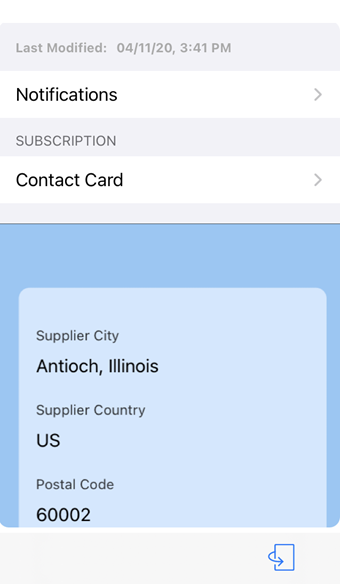 Last Modified: 04/11/20, 3:41 PM
Notifications
SUBSCRIPTION
Contact Card
Supplier City
Antioch, Illinois
Supplier Country
US
Postal Code
60002